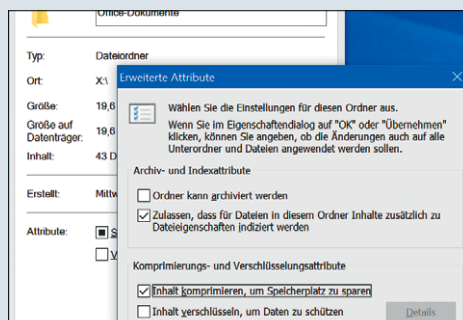 Office-Dokumente
Typ: Dateiordner
Ort: X:\
Größe: 19,6
Größe auf Datenträger: 19,6
Inhalt: 43 D
Erstellt: Mittw
Attribute: S
V
Erweiterte Attribute
Wählen Sie die Einstellungen für diesen Ordner aus.
Wenn Sie im Eigenschaftendialog auf "OK" oder "Übernehmen"
klicken, können Sie angeben, ob die Änderungen auch auf alle
Unterordner und Dateien angewendet werden sollen.
Archiv- und Indexattribute
Ordner kann archiviert werden
Zulassen, dass für Dateien in diesem Ordner Inhalte zusätzlich zu
Dateieigenschaften indiziert werden
Komprimierungs- und Verschlüsselungsattribute
Inhalt komprimieren, um Speicherplatz zu sparen
Inhalt verschlüsseln, um Daten zu schützen
Details